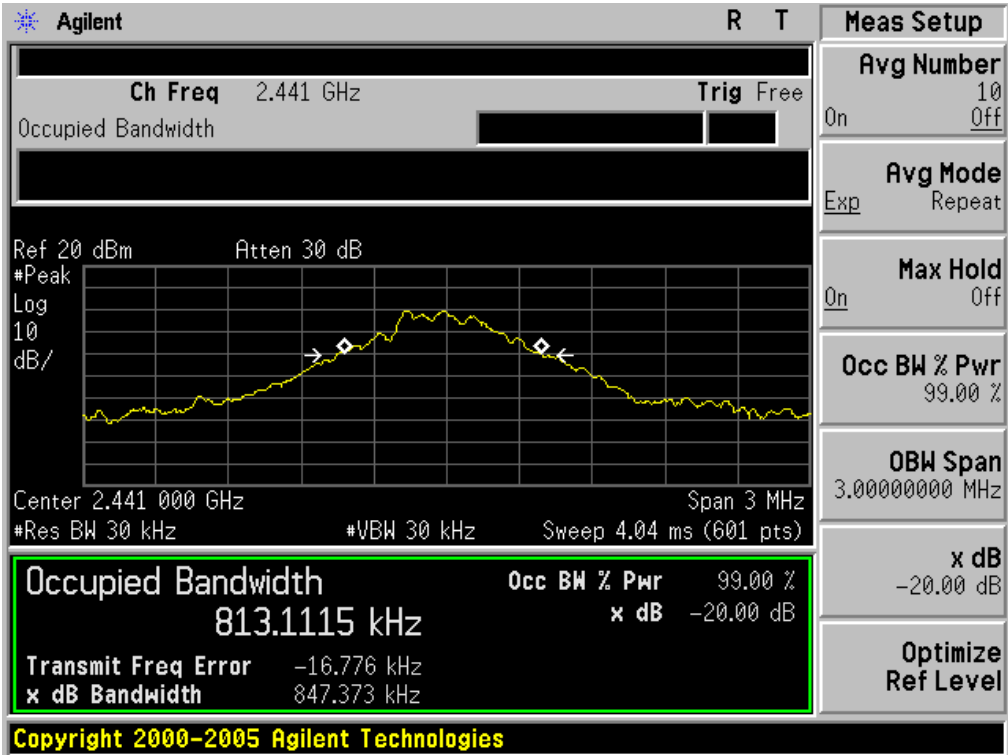 Agilent R T
Ch Freq 2.441 GHz Trig Free
Occupied Bandwidth
Ref 20 dBm Atten 30 dB
#Peak
Log
10
dB/
Center 2.441 000 GHz Span 3 MHz
#Res BW 30 kHz #VBW 30 kHz Sweep 4.04 ms (601 pts)
Occupied Bandwidth Occ BW % Pwr 99.00 %
813.1115 kHz x dB -20.00 dB
Transmit Freq Error -16.776 kHz
x dB Bandwidth 847.373 kHz
Copyright 2000-2005 Agilent Technologies
Meas Setup
Avg Number
10
On Off
Avg Mode
Exp Repeat
Max Hold
On Off
Occ BW % Pwr
99.00 %
OBW Span
3.00000000 MHz
x dB
-20.00 dB
Optimize
Ref Level